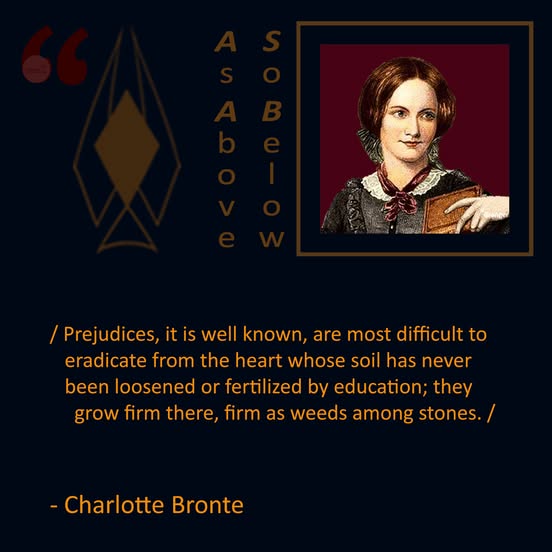 As Above
So Below
/ Prejudices, it is well known, are most difficult to
eradicate from the heart whose soil has never
been loosened or fertilized by education; they
grow firm there, firm as weeds among stones. /
- Charlotte Bronte